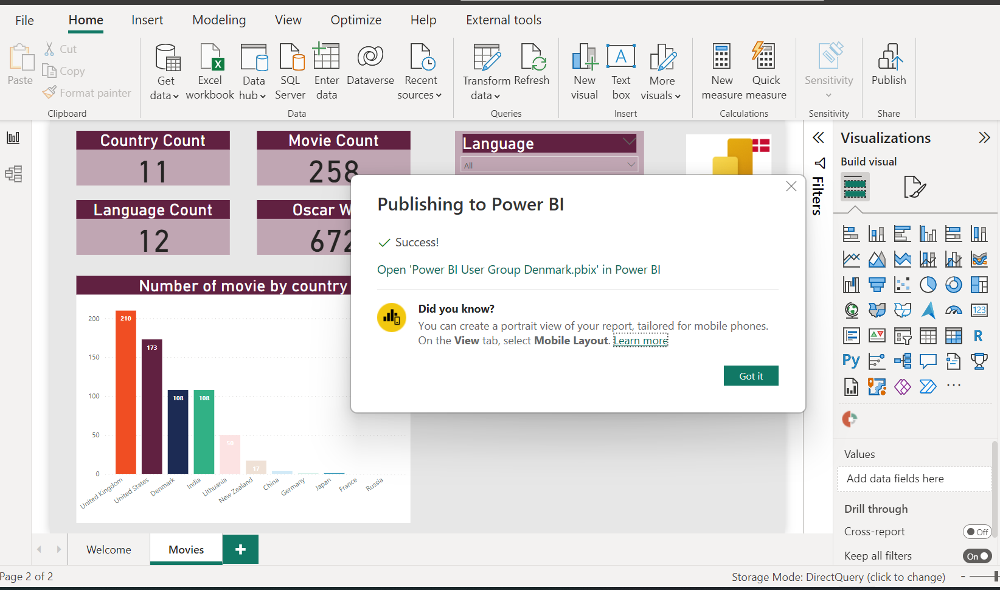 File
Home
Insert
Modeling
View
Optimize
Help
External tools
Paste
Cut
Copy
Format painter
Clipboard
Get data
Excel workbook
Data hub
SQL Server
Enter data
Dataverse
Recent sources
Data
Transform data
Refresh
Queries
New visual
Text box
More visuals
Insert
New measure
Quick measure
Calculations
Sensitivity
Sensitivity
Publish
Share
Country Count
11
Movie Count
258
Language
All
Language Count
12
Oscar W
672
Number of movie by country
200
150
100
50
0
210
173
108
108
50
17
United Kingdom
United States
Denmark
India
Lithuania
New Zealand
China
Germany
Japan
France
Russia
Publishing to Power BI
Success!
Open 'Power BI User Group Denmark.pbix' in Power BI
Did you know?
You can create a portrait view of your report, tailored for mobile phones.
On the View tab, select Mobile Layout. Learn more
Got it
Filters
Visualizations
Build visual
123
R
Py
Values
Add data fields here
Drill through
Cross-report
Off
Keep all filters
On
Welcome
Movies
Page 2 of 2
Storage Mode: DirectQuery (click to change)